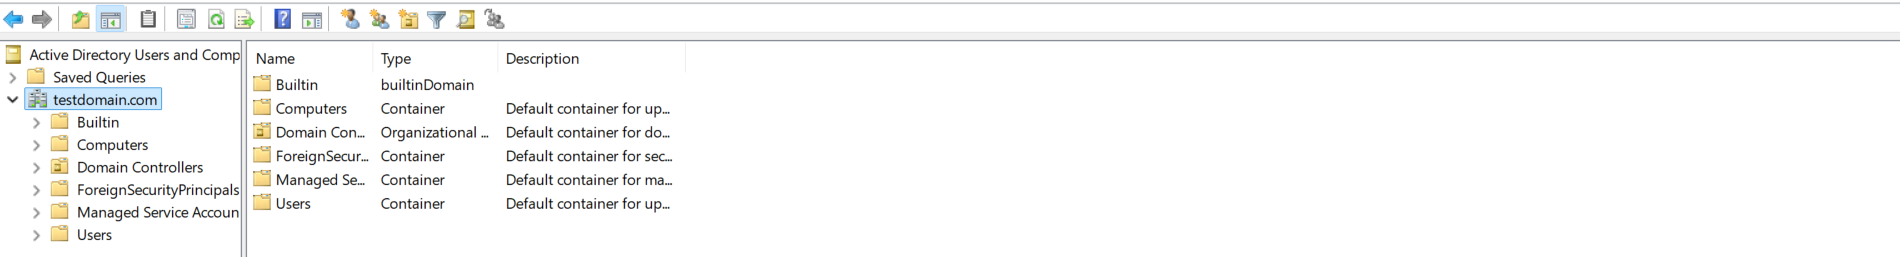 Active Directory Users and Comp
Saved Queries
testdomain.com
Builtin
Computers
Domain Controllers
ForeignSecurityPrincipals
Managed Service Accoun
Users
Name Type Description
Builtin builtinDomain
Computers Container Default container for up...
Domain Con... Organizational ... Default container for do...
ForeignSecur... Container Default container for sec...
Managed Se... Container Default container for ma...
Users Container Default container for up...